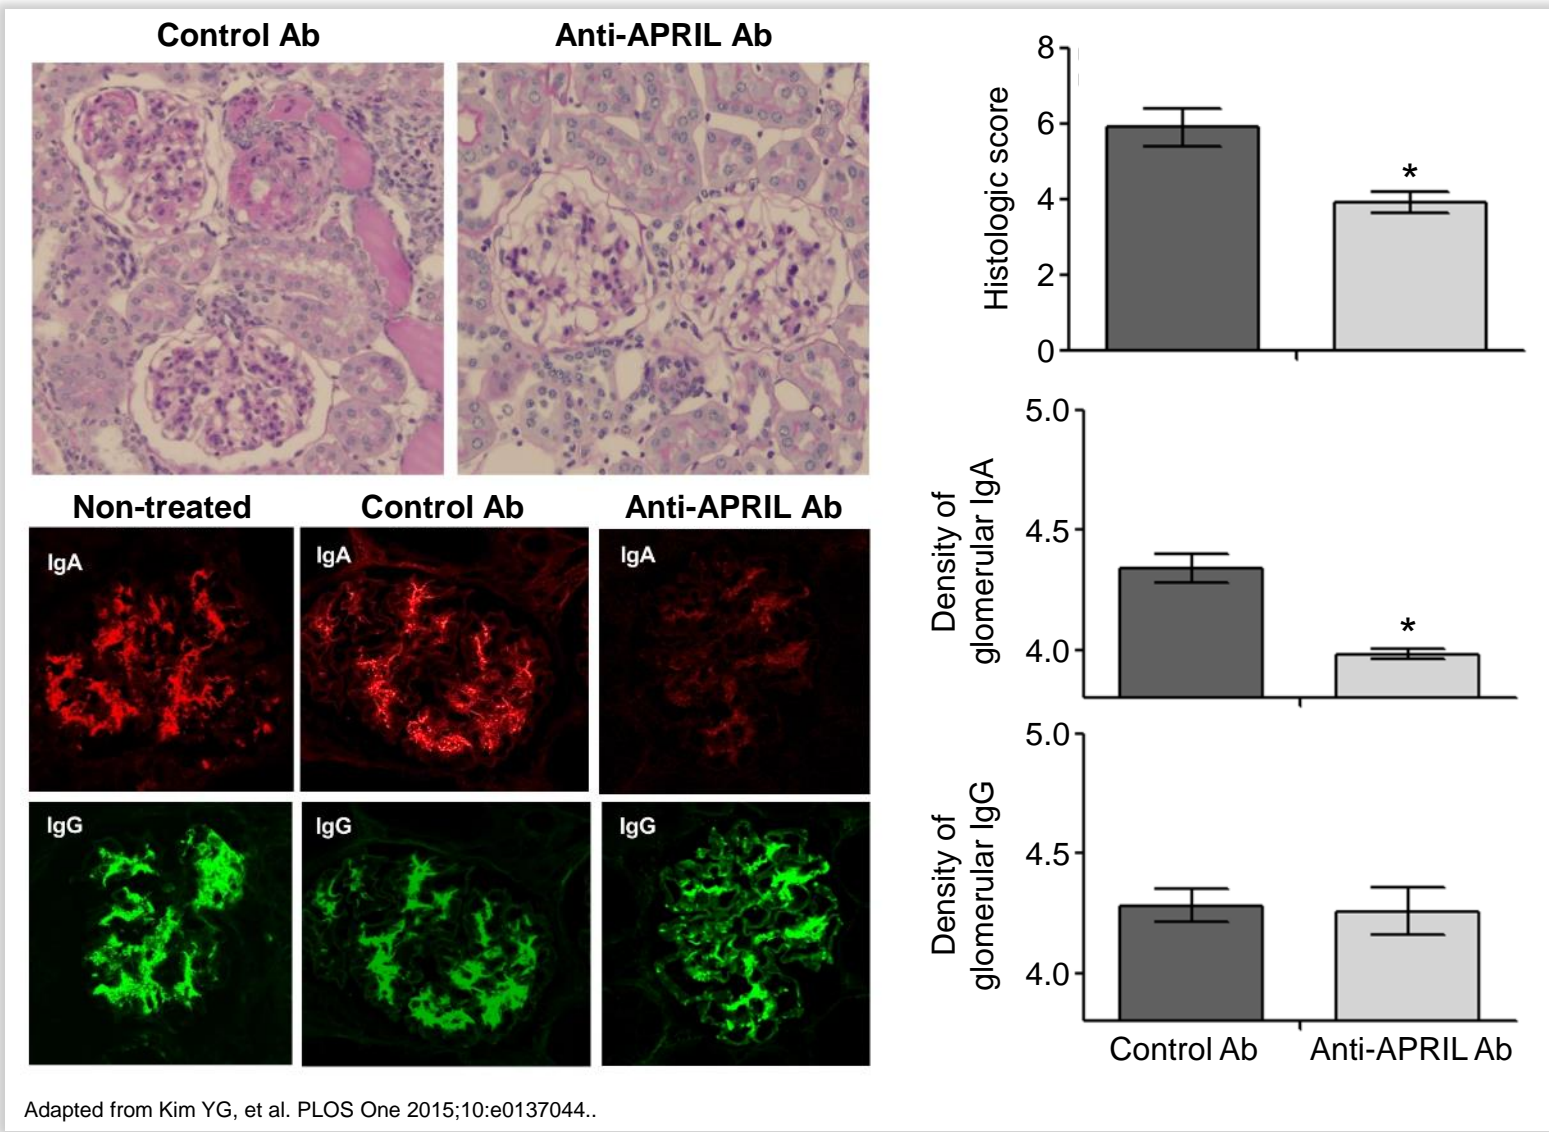 Control Ab
Anti-APRIL Ab
Non-treated
Control Ab
Anti-APRIL Ab
IgA
IgA
IgA
IgG
IgG
IgG
Histologic score
8
6
4
2
0
*
Density of
glomerular IgA
5.0
4.5
4.0
*
Density of
glomerular IgG
5.0
4.5
4.0
Control Ab
Anti-APRIL Ab
Adapted from Kim YG, et al. PLOS One 2015;10:e0137044..